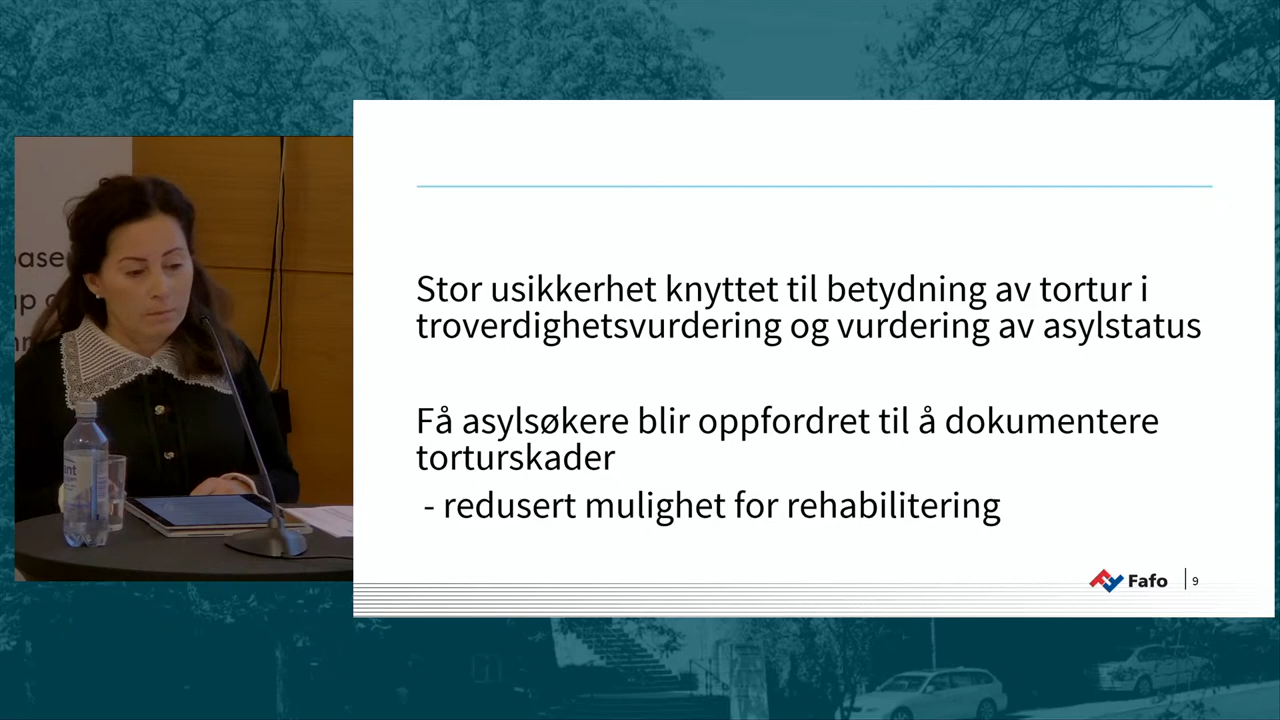 Stor usikkerhet knyttet til betydning av tortur i
troverdighetsvurdering og vurdering av asylstatus
Få asylsøkere blir oppfordret til å dokumentere
torturskader
- redusert mulighet for rehabilitering
Fafo
9